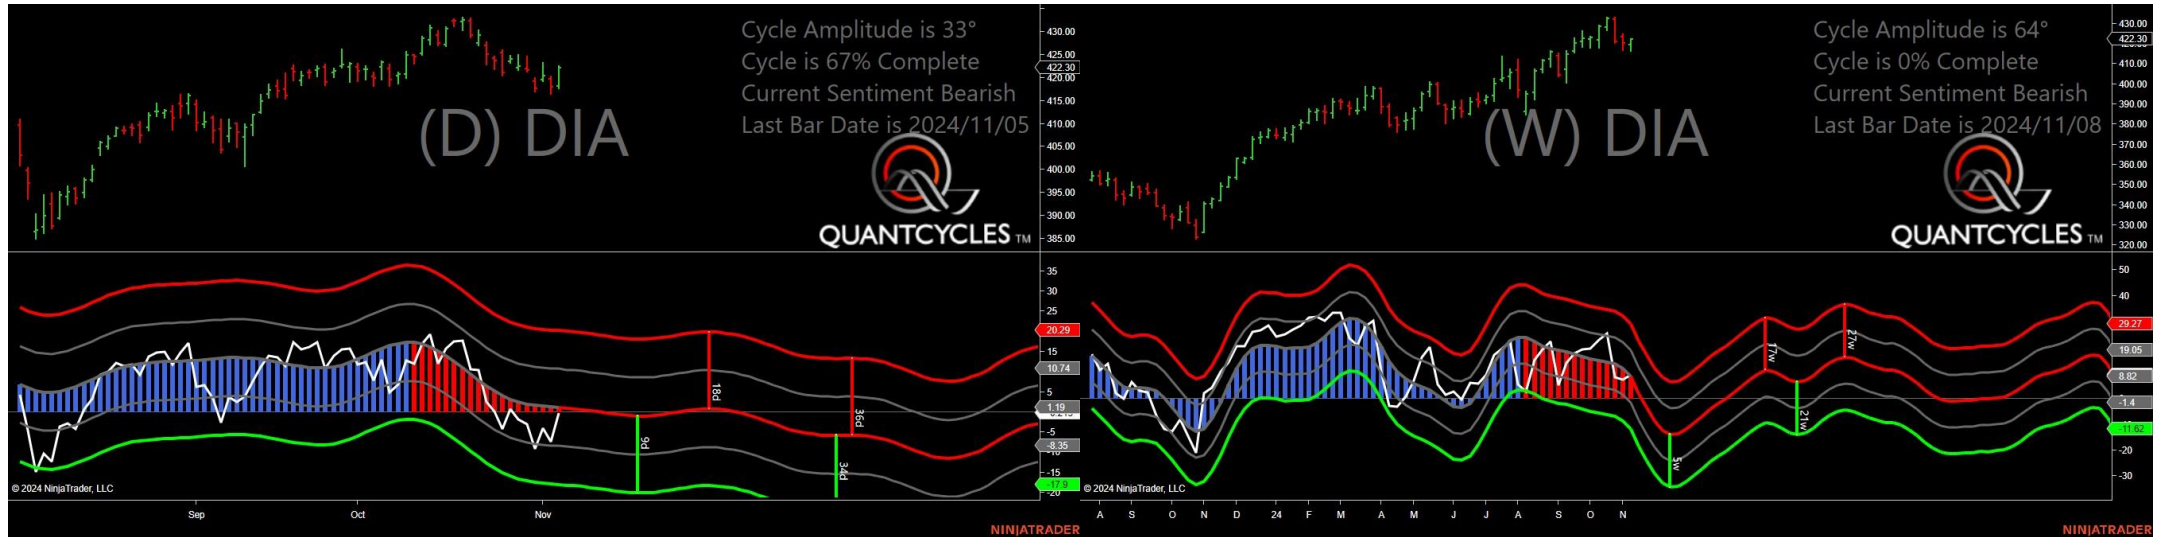 Cycle Amplitude is 33°
Cycle is 67% Complete
Current Sentiment Bearish
Last Bar Date is 2024/11/05
(D) DIA
QUANTCYCLES TM
430.00
425.00
422.30
420.00
415.00
410.00
405.00
400.00
395.00
390.00
385.00
35
30
25
20.29
15
10.74
5
1.19
-5
-8.35
-15
-17.9
-20
18d
36d
9d
34d
© 2024 NinjaTrader, LLC
Sep
Oct
Nov
NINJATRADER
Cycle Amplitude is 64°
Cycle is 0% Complete
Current Sentiment Bearish
Last Bar Date is 2024/11/08
(W) DIA
QUANTCYCLES TM
430.00
422.30
410.00
400.00
390.00
380.00
370.00
360.00
350.00
340.00
330.00
320.00
50
40
29.27
19.05
8.82
-1.4
-11.62
-20
-30
17w
27w
21w
5w
© 2024 NinjaTrader, LLC
A S O N D 24 F M A M J J A S O N
NINJATRADER